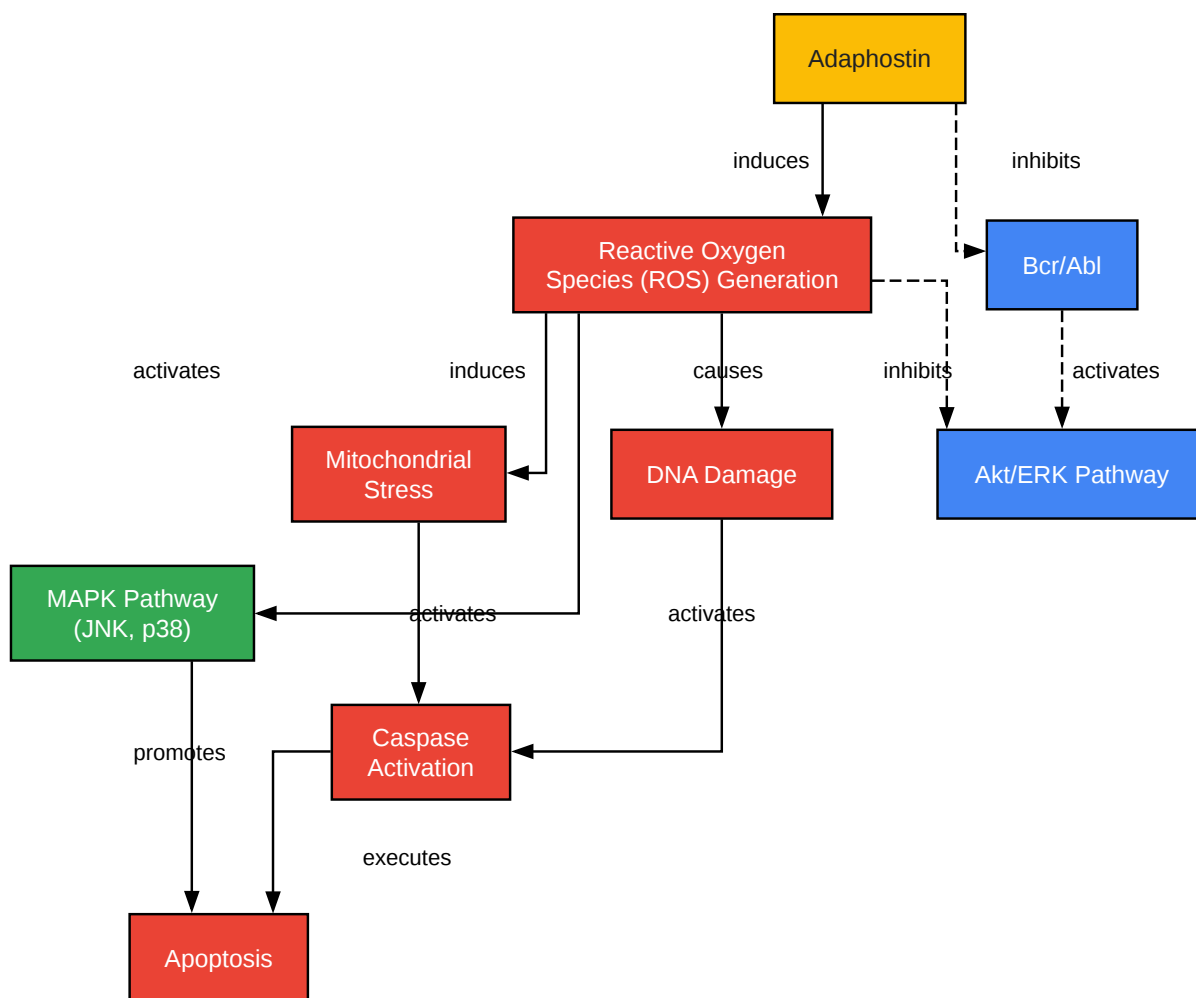 Adaphostin
induces
inhibits
Reactive Oxygen
Species (ROS) Generation
Bcr/Abl
activates
induces
causes
inhibits
activates
Mitochondrial
Stress
DNA Damage
Akt/ERK Pathway
MAPK Pathway
(JNK, p38)
activates
activates
Caspase
Activation
promotes
executes
Apoptosis